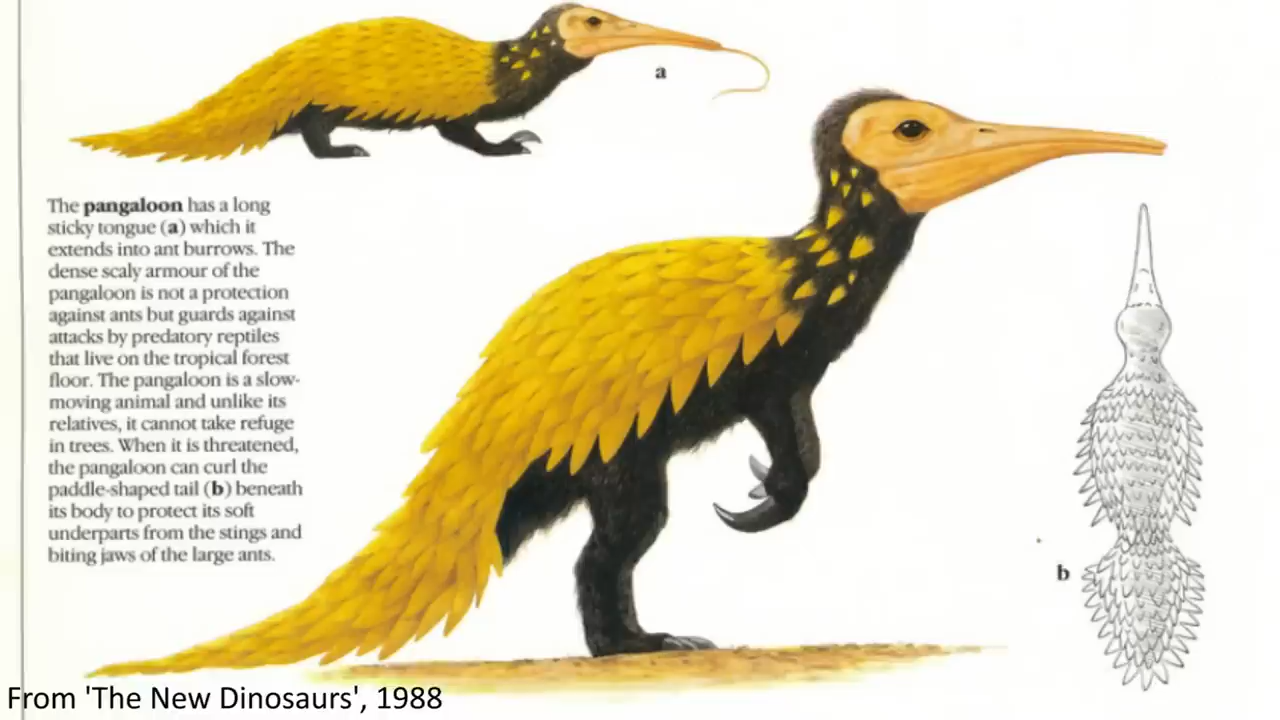 a
The pangaloon has a long
sticky tongue (a) which it
extends into ant burrows. The
dense scaly armour of the
pangaloon is not a protection
against ants but guards against
attacks by predatory reptiles
that live on the tropical forest
floor. The pangaloon is a slow-
moving animal and unlike its
relatives, it cannot take refuge
in trees. When it is threatened,
the pangaloon can curl the
paddle-shaped tail (b) beneath
its body to protect its soft
underparts from the stings and
biting jaws of the large ants.
b
From 'The New Dinosaurs', 1988